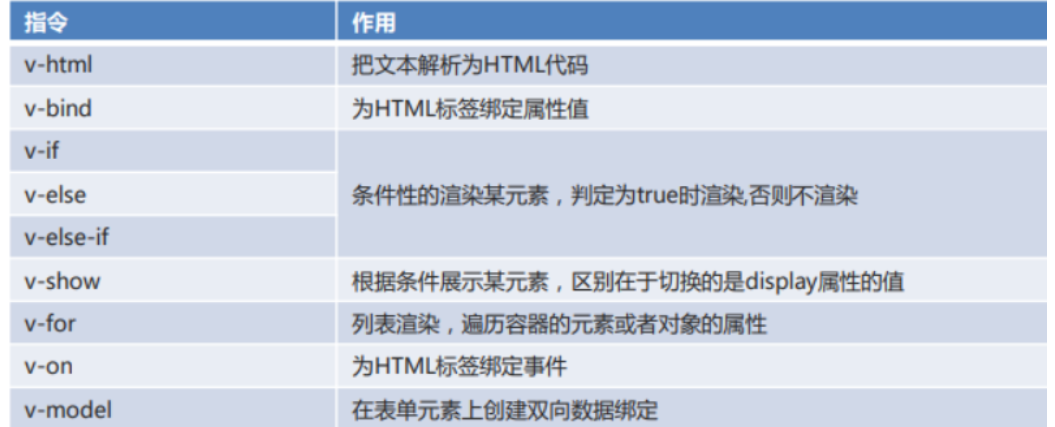 指令 作用
v-html 把文本解析为HTML代码
v-bind 为HTML标签绑定属性值
v-if
v-else 条件性的渲染某元素，判定为true时渲染,否则不渲染
v-else-if
v-show 根据条件展示某元素，区别在于切换的是display属性的值
v-for 列表渲染，遍历容器的元素或者对象的属性
v-on 为HTML标签绑定事件
v-model 在表单元素上创建双向数据绑定